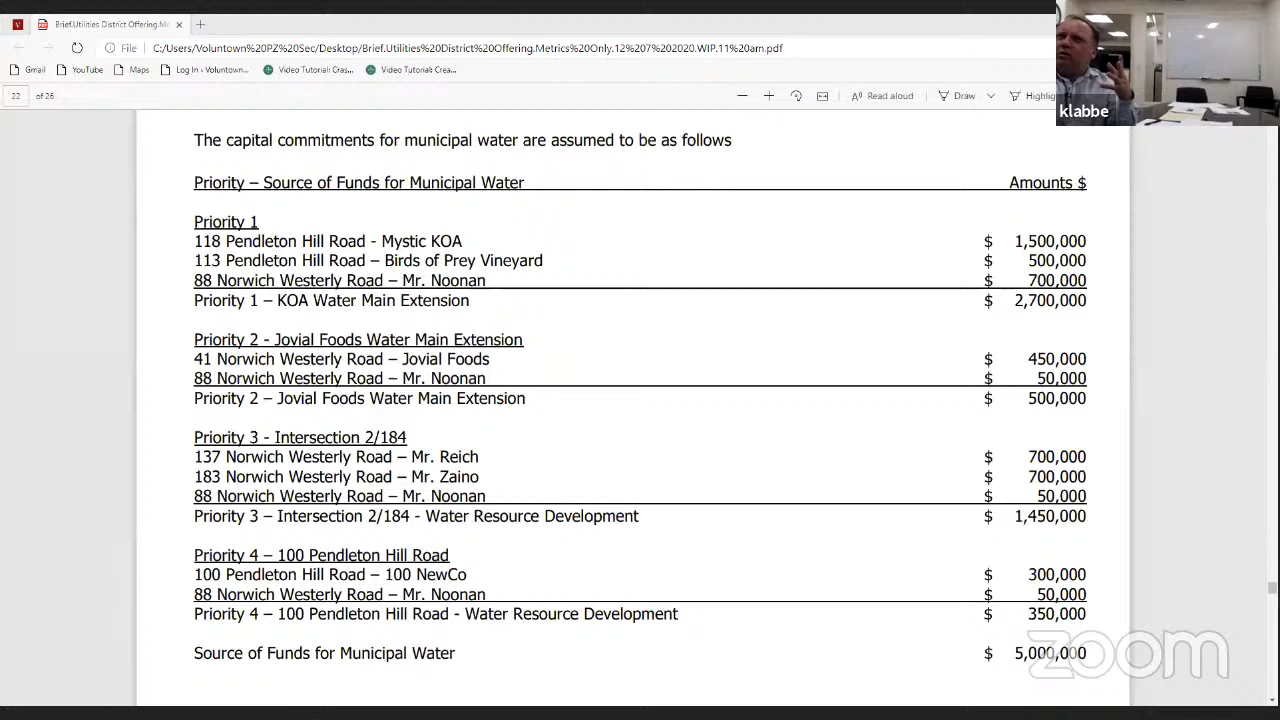 Brief.Utilities District Offering.Me
File
C:/Users/Voluntown%20PZ%20Sec/Desktop/Brief.Utilities%20District%20Offering.Metrics%20Only.12%207%202020.WIP.11%20am.pdf
Gmail YouTube Maps Log In ‹ Voluntown... Video Tutorial: Cras... Video Tutorial: Crea...
22 of 26 Read aloud Draw Highlig
klabbe
The capital commitments for municipal water are assumed to be as follows
Priority – Source of Funds for Municipal Water Amounts $
Priority 1
118 Pendleton Hill Road - Mystic KOA $ 1,500,000
113 Pendleton Hill Road – Birds of Prey Vineyard $ 500,000
88 Norwich Westerly Road – Mr. Noonan $ 700,000
Priority 1 – KOA Water Main Extension $ 2,700,000
Priority 2 - Jovial Foods Water Main Extension
41 Norwich Westerly Road – Jovial Foods $ 450,000
88 Norwich Westerly Road – Mr. Noonan $ 50,000
Priority 2 – Jovial Foods Water Main Extension $ 500,000
Priority 3 - Intersection 2/184
137 Norwich Westerly Road – Mr. Reich $ 700,000
183 Norwich Westerly Road – Mr. Zaino $ 700,000
88 Norwich Westerly Road – Mr. Noonan $ 50,000
Priority 3 – Intersection 2/184 - Water Resource Development $ 1,450,000
Priority 4 – 100 Pendleton Hill Road
100 Pendleton Hill Road – 100 NewCo $ 300,000
88 Norwich Westerly Road – Mr. Noonan $ 50,000
Priority 4 – 100 Pendleton Hill Road - Water Resource Development $ 350,000
Source of Funds for Municipal Water $ 5,000,000
zoom